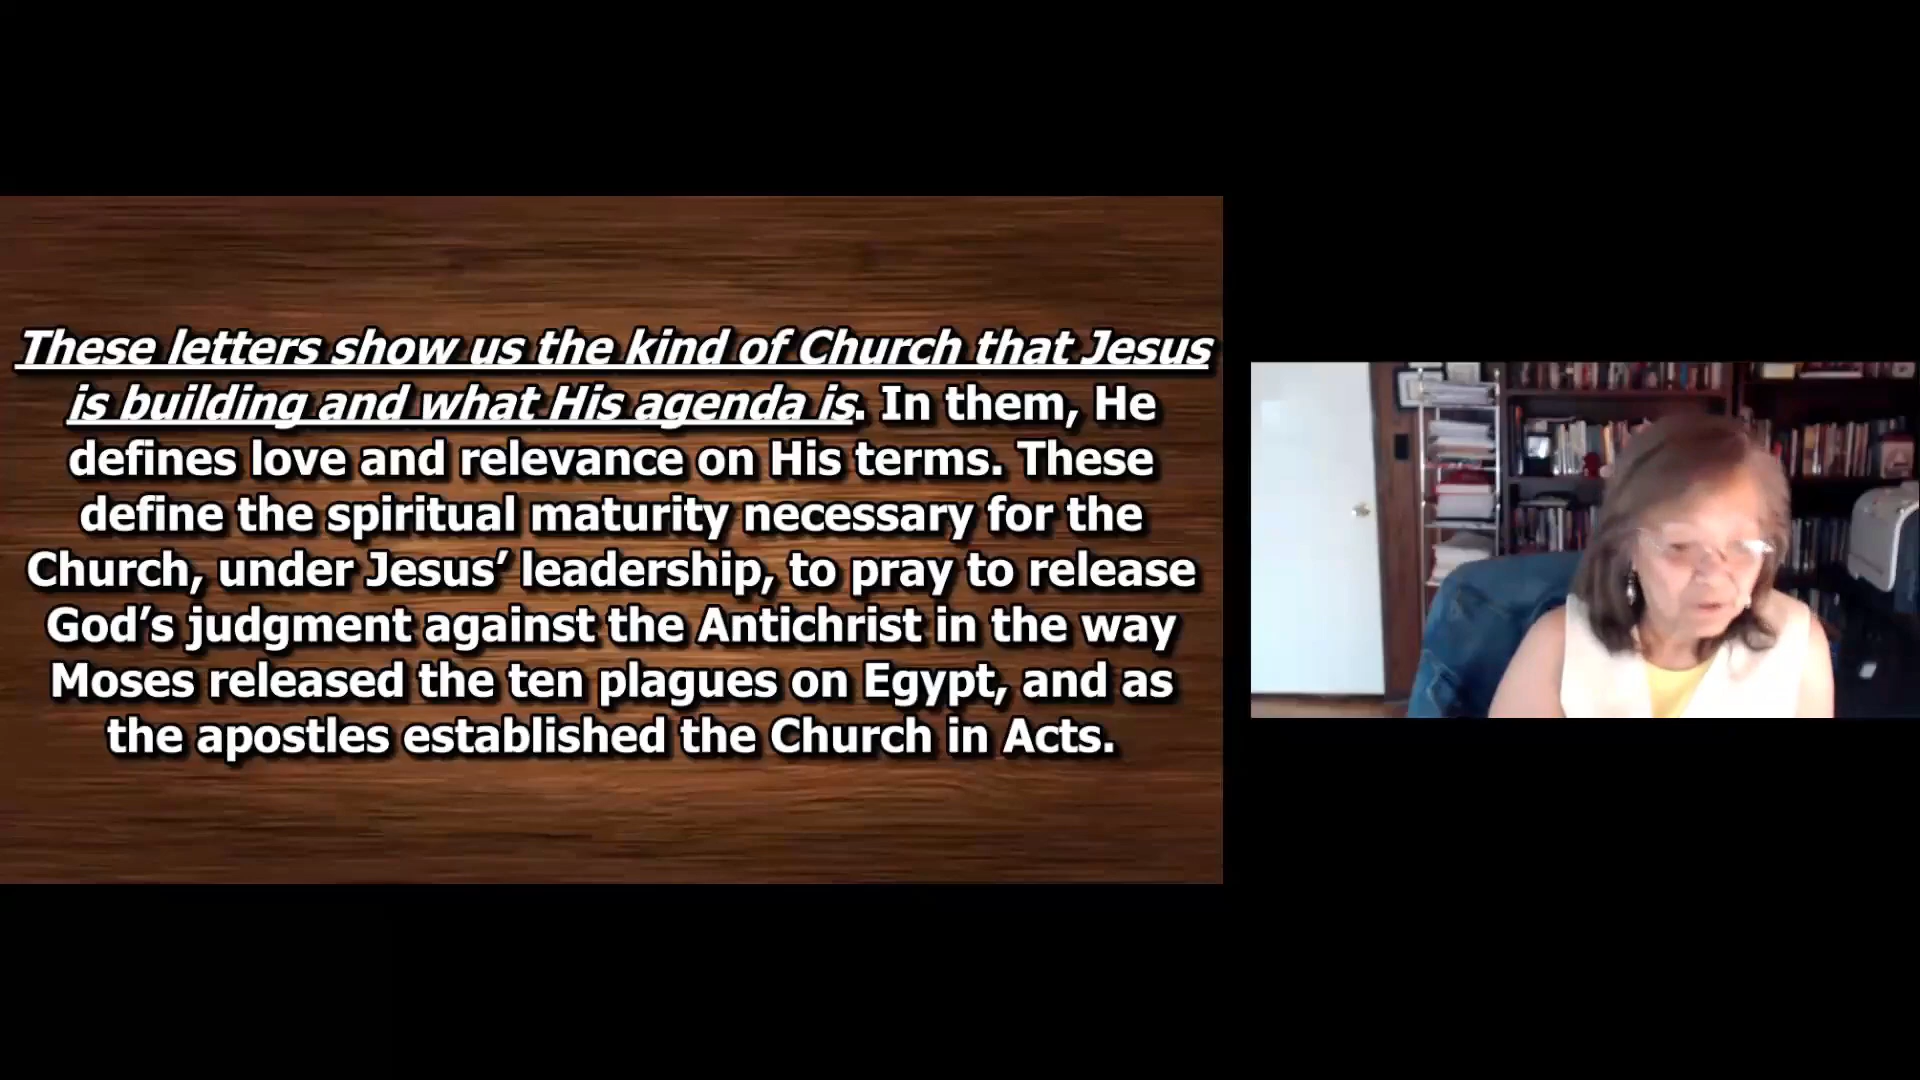 These letters show us the kind of Church that Jesus
is building and what His agenda is. In them, He
defines love and relevance on His terms. These
define the spiritual maturity necessary for the
Church, under Jesus’ leadership, to pray to release
God’s judgment against the Antichrist in the way
Moses released the ten plagues on Egypt, and as
the apostles established the Church in Acts.